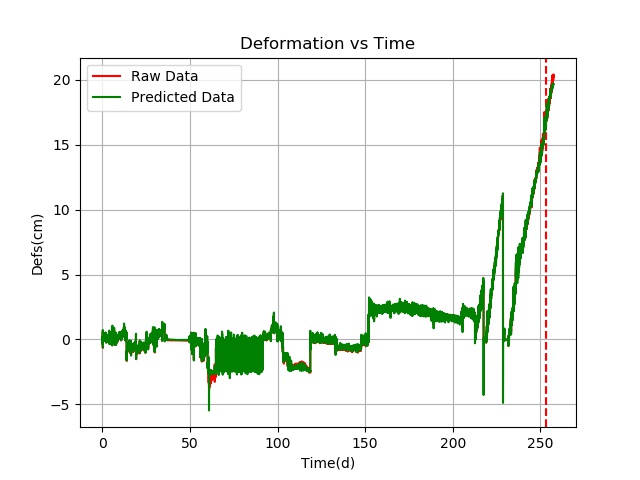 Deformation vs Time
Raw Data
Predicted Data
Defs(cm)
20
15
10
5
0
−5
0 50 100 150 200 250
Time(d)